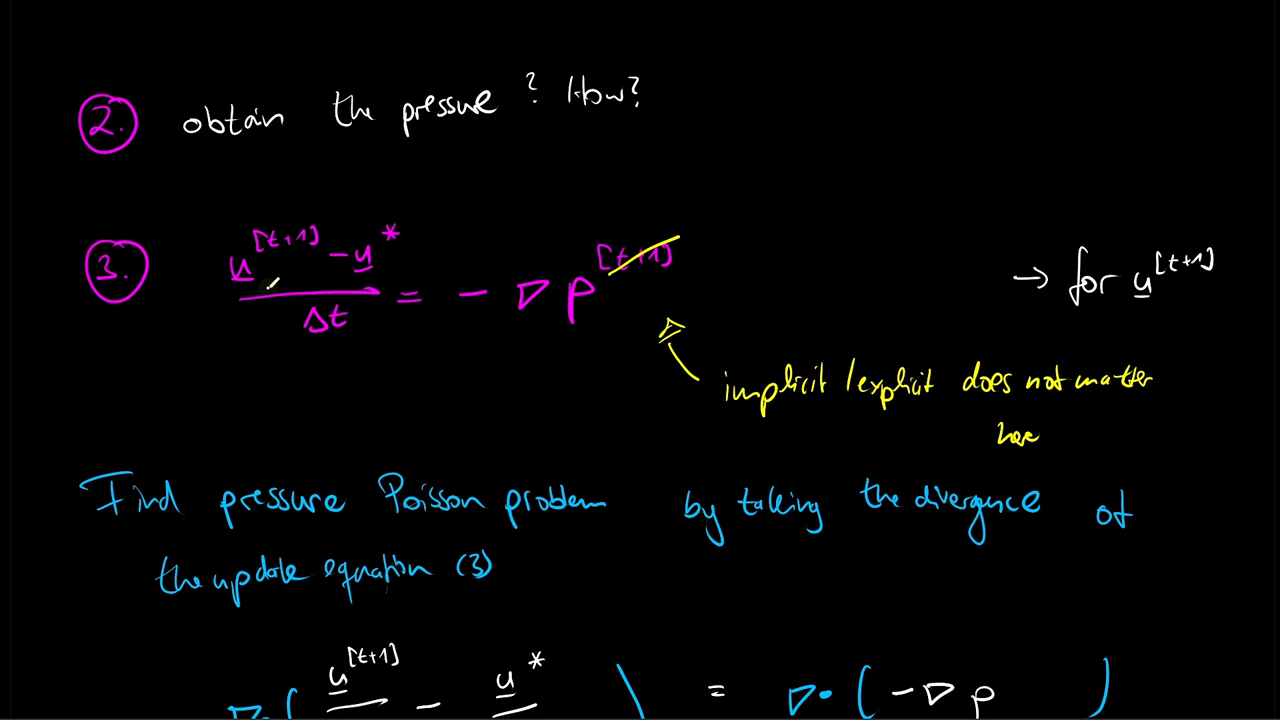 2. obtain the pressure ? How?
3. (u^[t+1] - u^*) / Δt = - ∇ p^[t+1] → for u^[t+1]
implicit / explicit does not matter
here
Find pressure Poisson problem by taking the divergence of
the update equation (3)
∇•( u^[t+1] - u^* ) = ∇•( -∇ p )